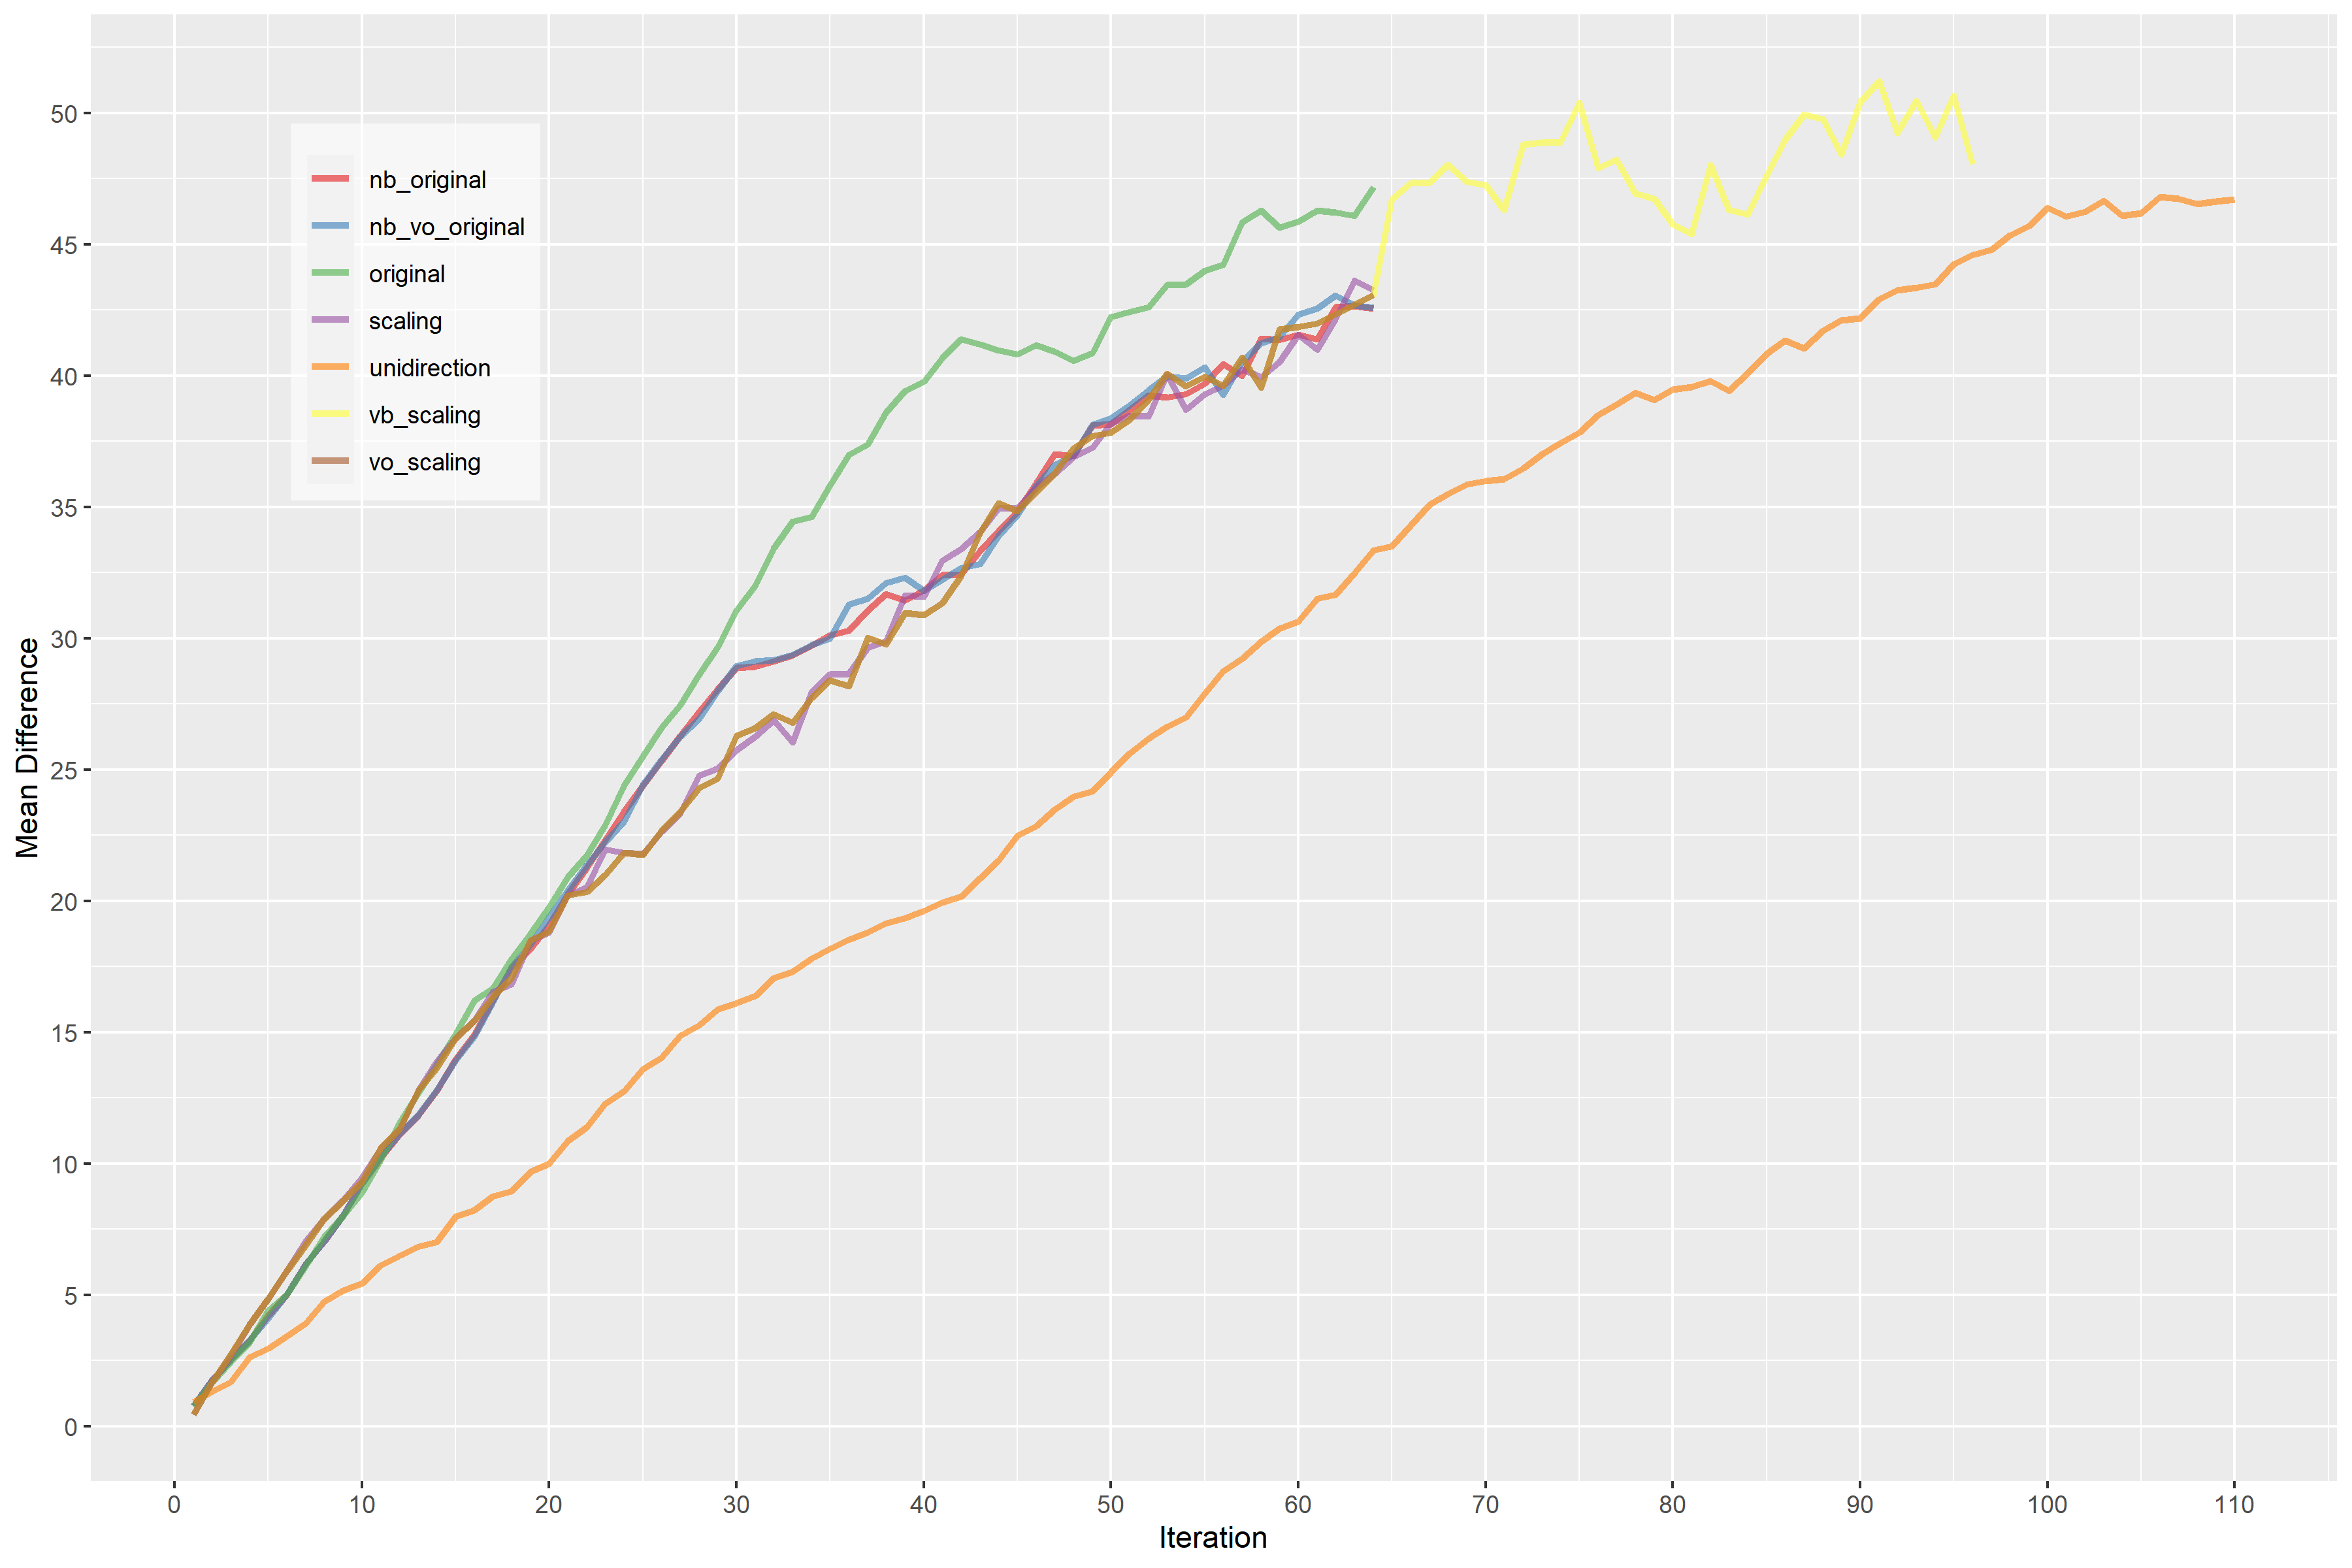 50
45
40
35
30
25
20
15
10
5
0
Mean Difference
nb_original
nb_vo_original
original
scaling
unidirection
vb_scaling
vo_scaling
0 10 20 30 40 50 60 70 80 90 100 110
Iteration